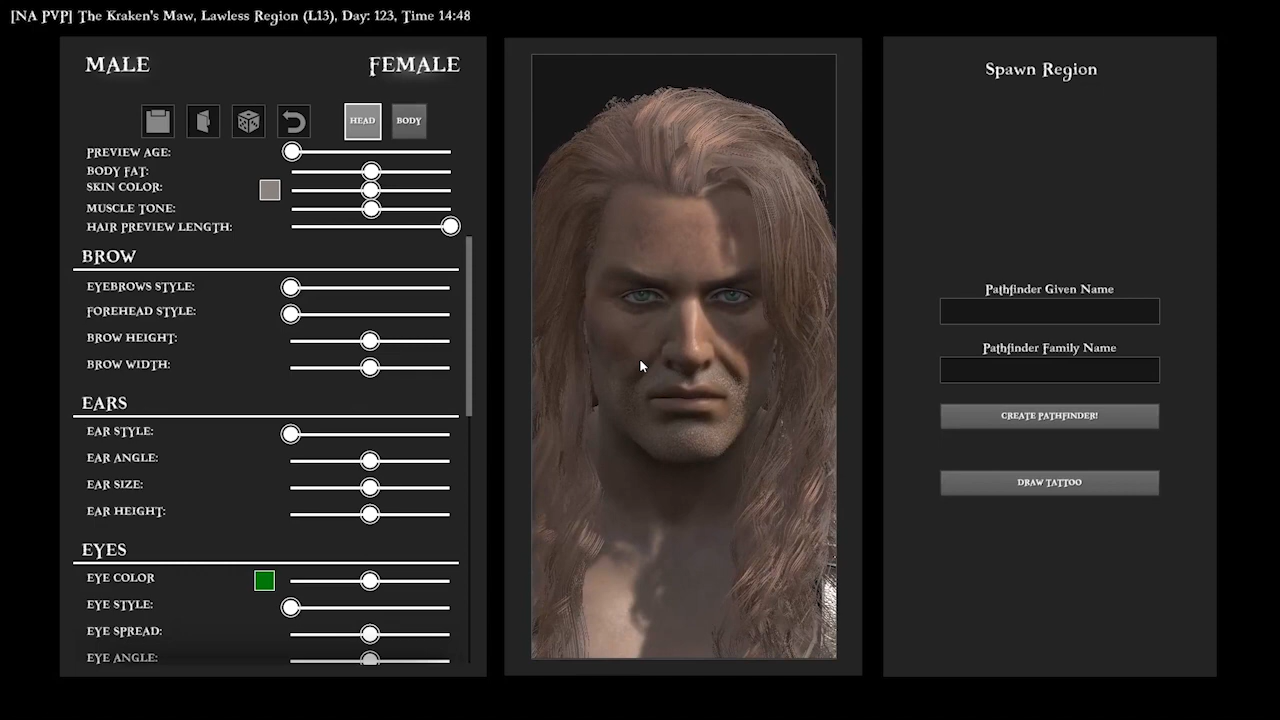 [NA PVP] The Kraken's Maw, Lawless Region (L13), Day: 123, Time 14:48
MALE
FEMALE
HEAD
BODY
PREVIEW AGE:
BODY FAT:
SKIN COLOR:
MUSCLE TONE:
HAIR PREVIEW LENGTH:
BROW
EYEBROWS STYLE:
FOREHEAD STYLE:
BROW HEIGHT:
BROW WIDTH:
EARS
EAR STYLE:
EAR ANGLE:
EAR SIZE:
EAR HEIGHT:
EYES
EYE COLOR
EYE STYLE:
EYE SPREAD:
EYE ANGLE:
Spawn Region
Pathfinder Given Name
Pathfinder Family Name
CREATE PATHFINDER!
DRAW TATTOO